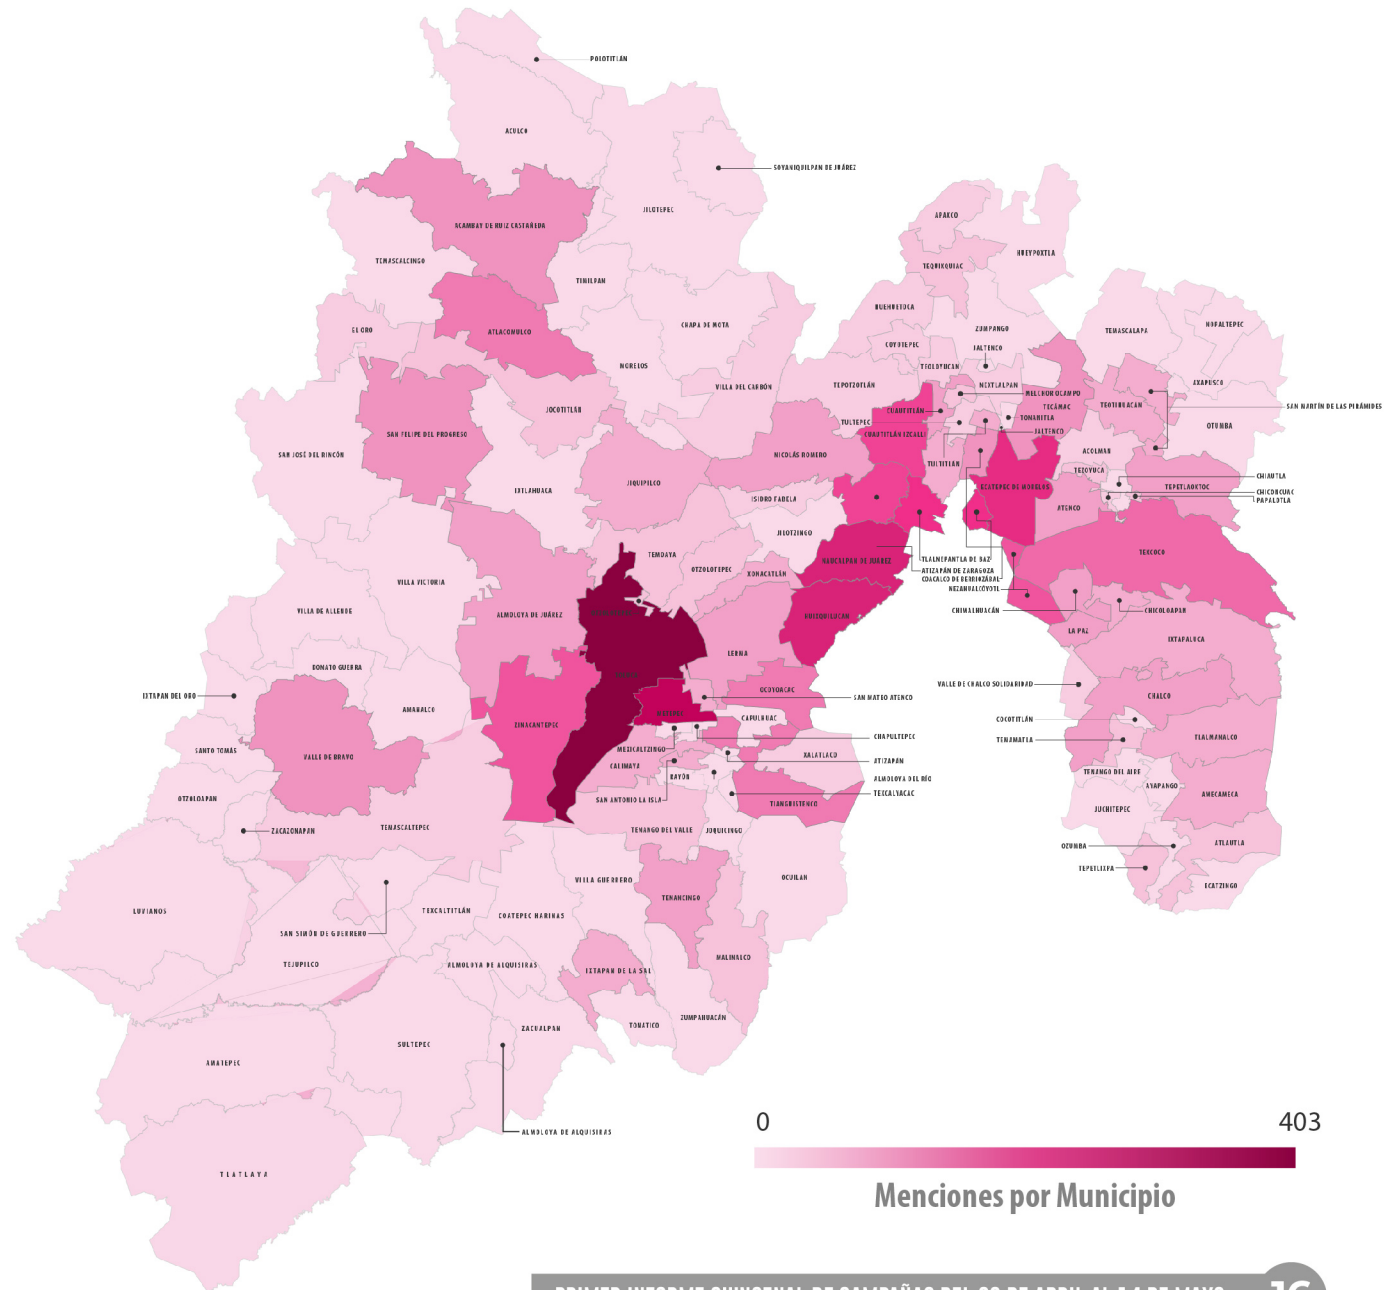 POLOTITLÁN
ACULCO
SOYANIQUILPAN DE JUÁREZ
JILOTEPEC
ACAMBAY DE RUIZ CASTAÑEDA
APAXCO
HUEYPOXTLA
TEMASCALCINGO
TEQUIXQUIAC
TIMILPAN
HUEHUETOCA
ATLACOMULCO
EL ORO
CHAPA DE MOTA
ZUMPANGO
TEMASCALAPA
NOPALTEPEC
COYOTEPEC
JALTENCO
MORELOS
TEOLOYUCAN
AXAPUSCO
VILLA DEL CARBÓN
TEPOTZOTLÁN
NEXTLALPAN
MELCHOR OCAMPO
JOCOTITLÁN
CUAUTITLÁN
TECÁMAC
TEOTIHUACAN
SAN MARTÍN DE LAS PIRÁMIDES
TULTEPEC
TONANITLA
OTUMBA
SAN FELIPE DEL PROGRESO
CUAUTITLÁN IZCALLI
JALTENCO
SAN JOSÉ DEL RINCÓN
NICOLÁS ROMERO
ACOLMAN
TULTITLÁN
TEZOYUCA
CHIAUTLA
JIQUIPILCO
IXTLAHUACA
ECATEPEC DE MORELOS
TEPETLAOXTOC
CHICONCUAC
PAPALOTLA
ISIDRO FABELA
ATENCO
JILOTZINGO
TEXCOCO
TEMOAYA
NAUCALPAN DE JUÁREZ
TLALNEPANTLA DE BAZ
OTZOLOTEPEC
XONACATLÁN
ATIZAPÁN DE ZARAGOZA
COACALCO DE BERRIOZÁBAL
VILLA VICTORIA
NEZAHUALCÓYOTL
VILLA DE ALLENDE
ALMOLOYA DE JUÁREZ
HUIXQUILUCAN
CHIMALHUACÁN
CHICOLOAPAN
LA PAZ
IXTAPALUCA
LERMA
DONATO GUERRA
IXTAPAN DEL ORO
OCOYOACAC
VALLE DE CHALCO SOLIDARIDAD
SAN MATEO ATENCO
CHALCO
AMANALCO
METEPEC
CAPULHUAC
COCOTITLÁN
ZINACANTEPEC
CHAPULTEPEC
TEMAMATLA
TLALMANALCO
SANTO TOMÁS
VALLE DE BRAVO
MEXICALTZINGO
XALATLACO
ATIZAPÁN
CALIMAYA
RAYÓN
TENANGO DEL AIRE
ALMOLOYA DEL RÍO
AYAPANGO
TEXCALYACAC
AMECAMECA
OTZOLOAPAN
SAN ANTONIO LA ISLA
TIANGUISTENCO
JUCHITEPEC
ZACAZONAPAN
TEMASCALTEPEC
TENANGO DEL VALLE
JOQUICINGO
OZUMBA
ATLAUTLA
TEPETLIXPA
VILLA GUERRERO
OCUILAN
ECATZINGO
TENANCINGO
LUVIANOS
TEXCALTITLÁN
COATEPEC HARINAS
SAN SIMÓN DE GUERRERO
TEJUPILCO
ALMOLOYA DE ALQUISIRAS
IXTAPAN DE LA SAL
MALINALCO
ZUMPAHUACÁN
ZACUALPAN
TONATICO
SULTEPEC
AMATEPEC
ALMOLOYA DE ALQUISIRAS
TLATLAYA
0 403
Menciones por Municipio